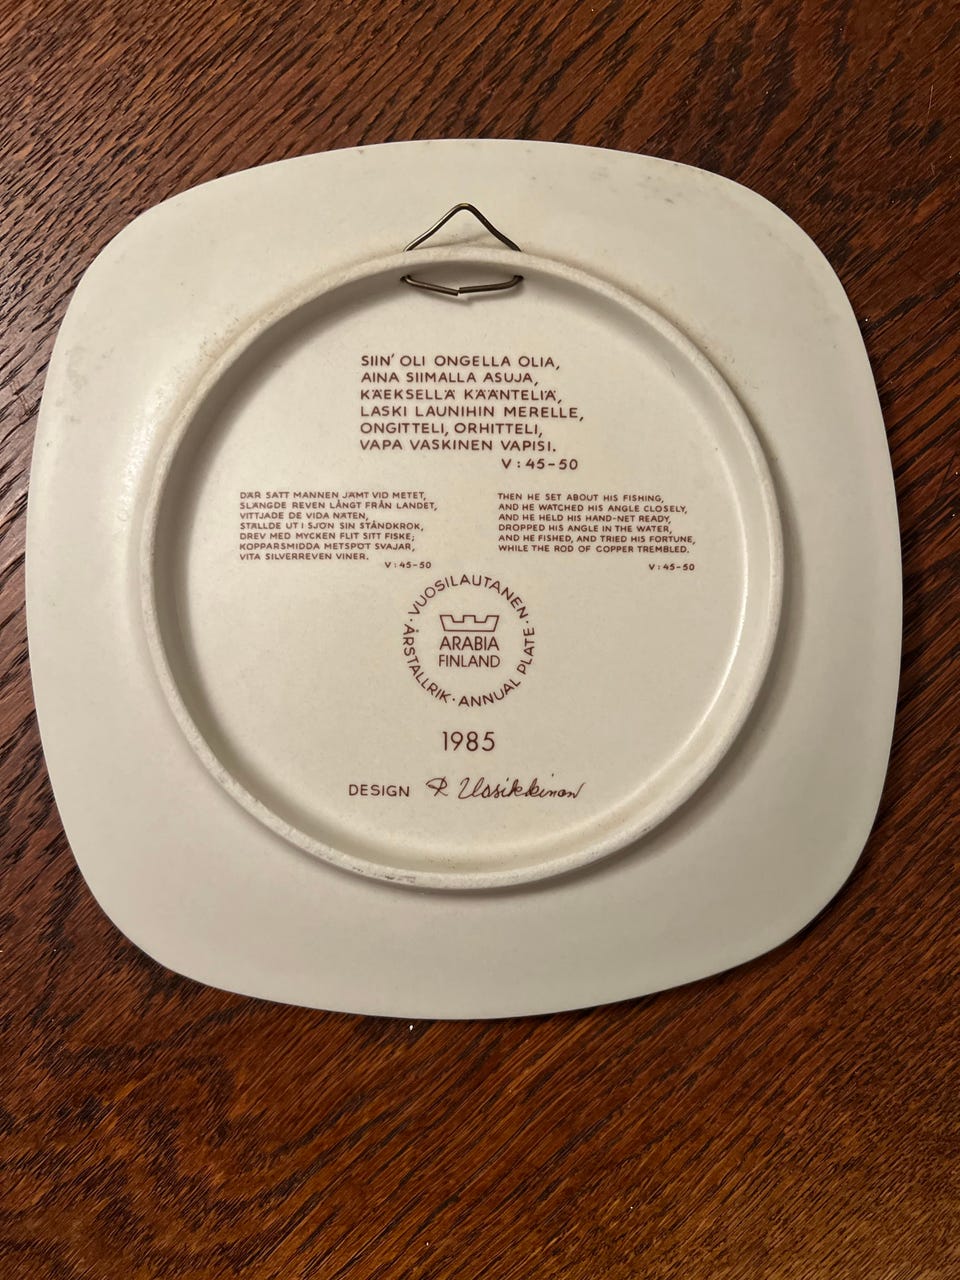 SIIN' OLI ONGELLA OLIA,
AINA SIIMALLA ASUJA,
KÄEKSELLÄ KÄÄNTELIÄ,
LASKI LAUNIHIN MERELLE,
ONGITTELI, ORHITTELI,
VAPA VASKINEN VAPISI.
V : 45-50
DÄR SATT MANNEN JÄMT VID METET,
SLÄNGDE REVEN LÅNGT FRÅN LANDET,
VITTJADE DE VIDA NÄTEN,
STÄLLDE UT I SJÖN SIN STÅNDKROK,
DREV MED MYCKEN FLIT SITT FISKE;
KOPPARSMIDDA METSPÖT SVAJAR,
VITA SILVERREVEN VINER.
V : 45-50
THEN HE SET ABOUT HIS FISHING,
AND HE WATCHED HIS ANGLE CLOSELY,
AND HE HELD HIS HAND-NET READY,
DROPPED HIS ANGLE IN THE WATER,
AND HE FISHED, AND TRIED HIS FORTUNE,
WHILE THE ROD OF COPPER TREMBLED.
V : 45-50
· VUOSILAUTANEN · ANNUAL PLATE · ÅRSTALLRIK
ARABIA
FINLAND
1985
DESIGN R Uosikkinen